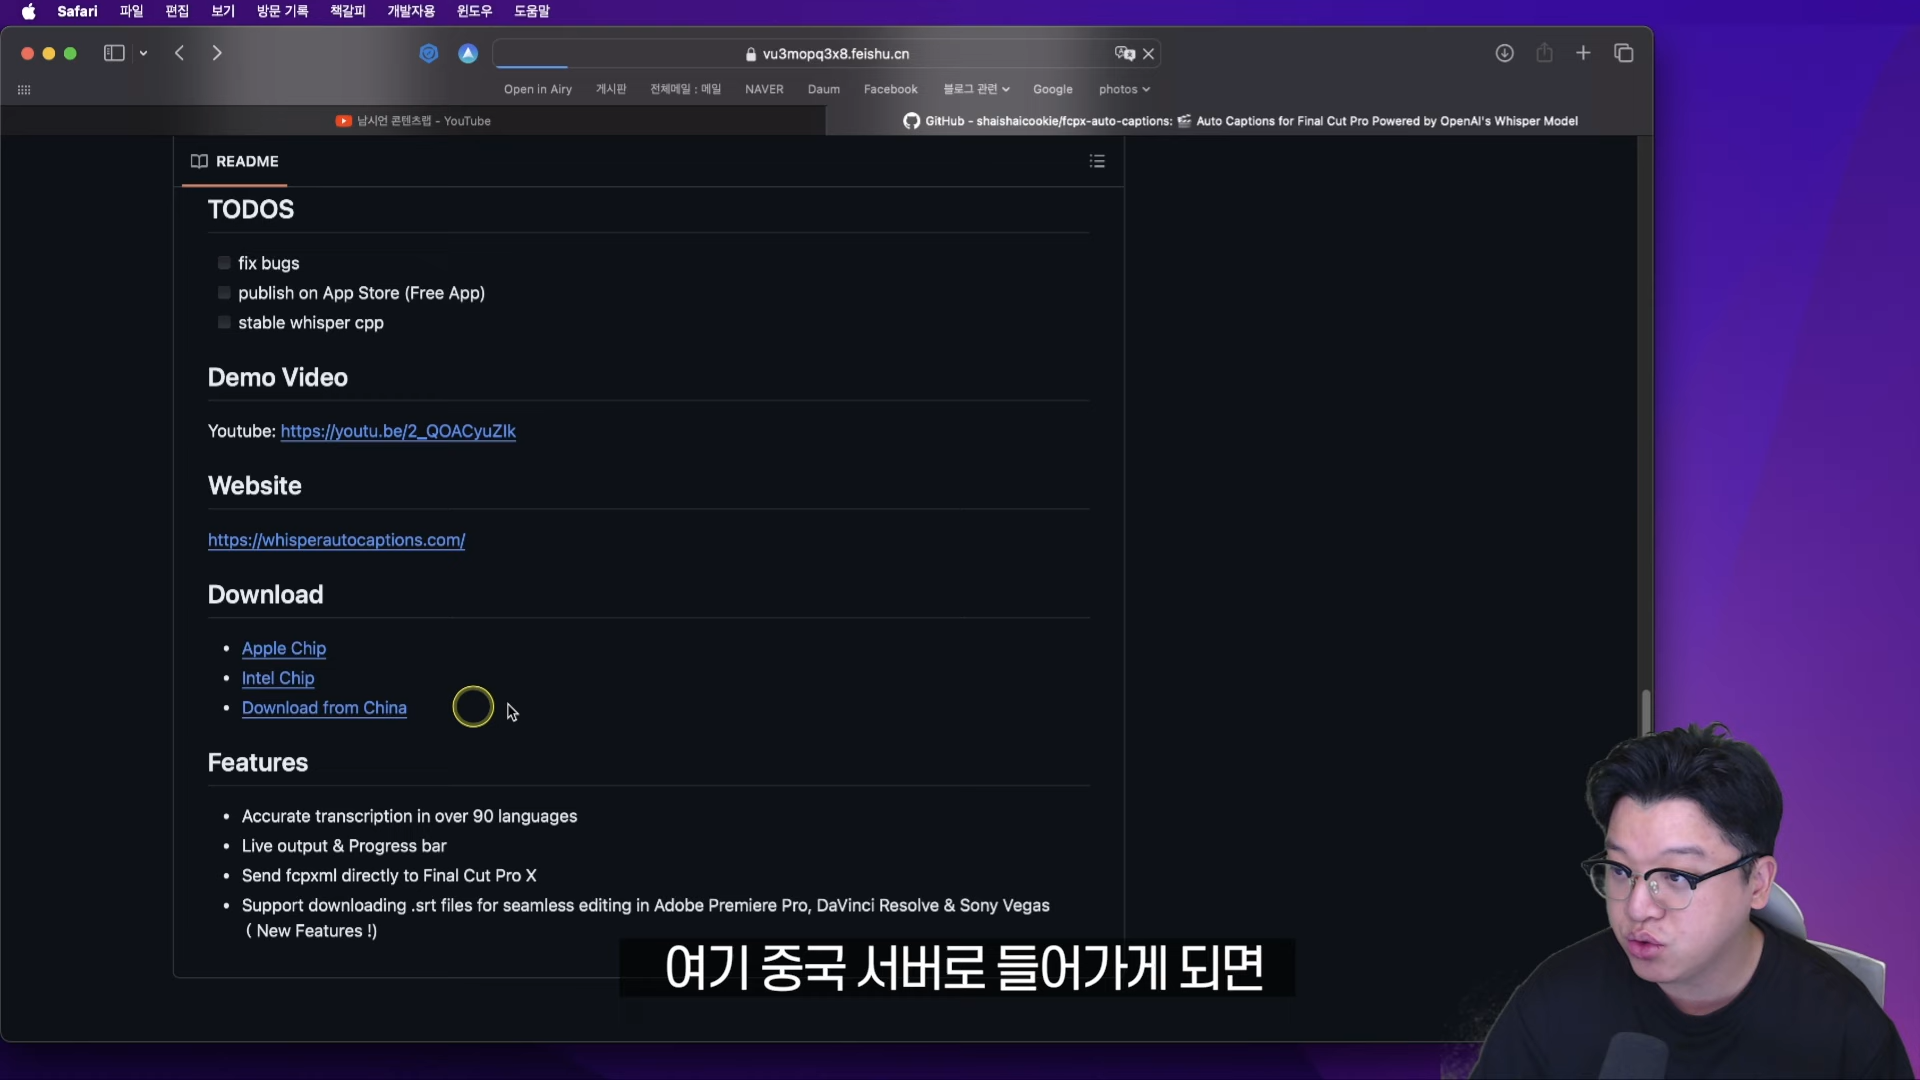 Safari 파일 편집 보기 방문 기록 책갈피 개발자용 윈도우 도움말
vu3mopq3x8.feishu.cn
Open in Airy 게시판 전체메일 : 메일 NAVER Daum Facebook 블로그 관련 Google photos
남시언 콘텐츠랩 - YouTube
GitHub - shaishaicookie/fcpx-auto-captions: 🎬 Auto Captions for Final Cut Pro Powered by OpenAI's Whisper Model
README
TODOS
fix bugs
publish on App Store (Free App)
stable whisper cpp
Demo Video
Youtube: https://youtu.be/2_QOACyuZIk
Website
https://whisperautocaptions.com/
Download
• Apple Chip
• Intel Chip
• Download from China
Features
• Accurate transcription in over 90 languages
• Live output & Progress bar
• Send fcpxml directly to Final Cut Pro X
• Support downloading .srt files for seamless editing in Adobe Premiere Pro, DaVinci Resolve & Sony Vegas
( New Features !)
여기 중국 서버로 들어가게 되면